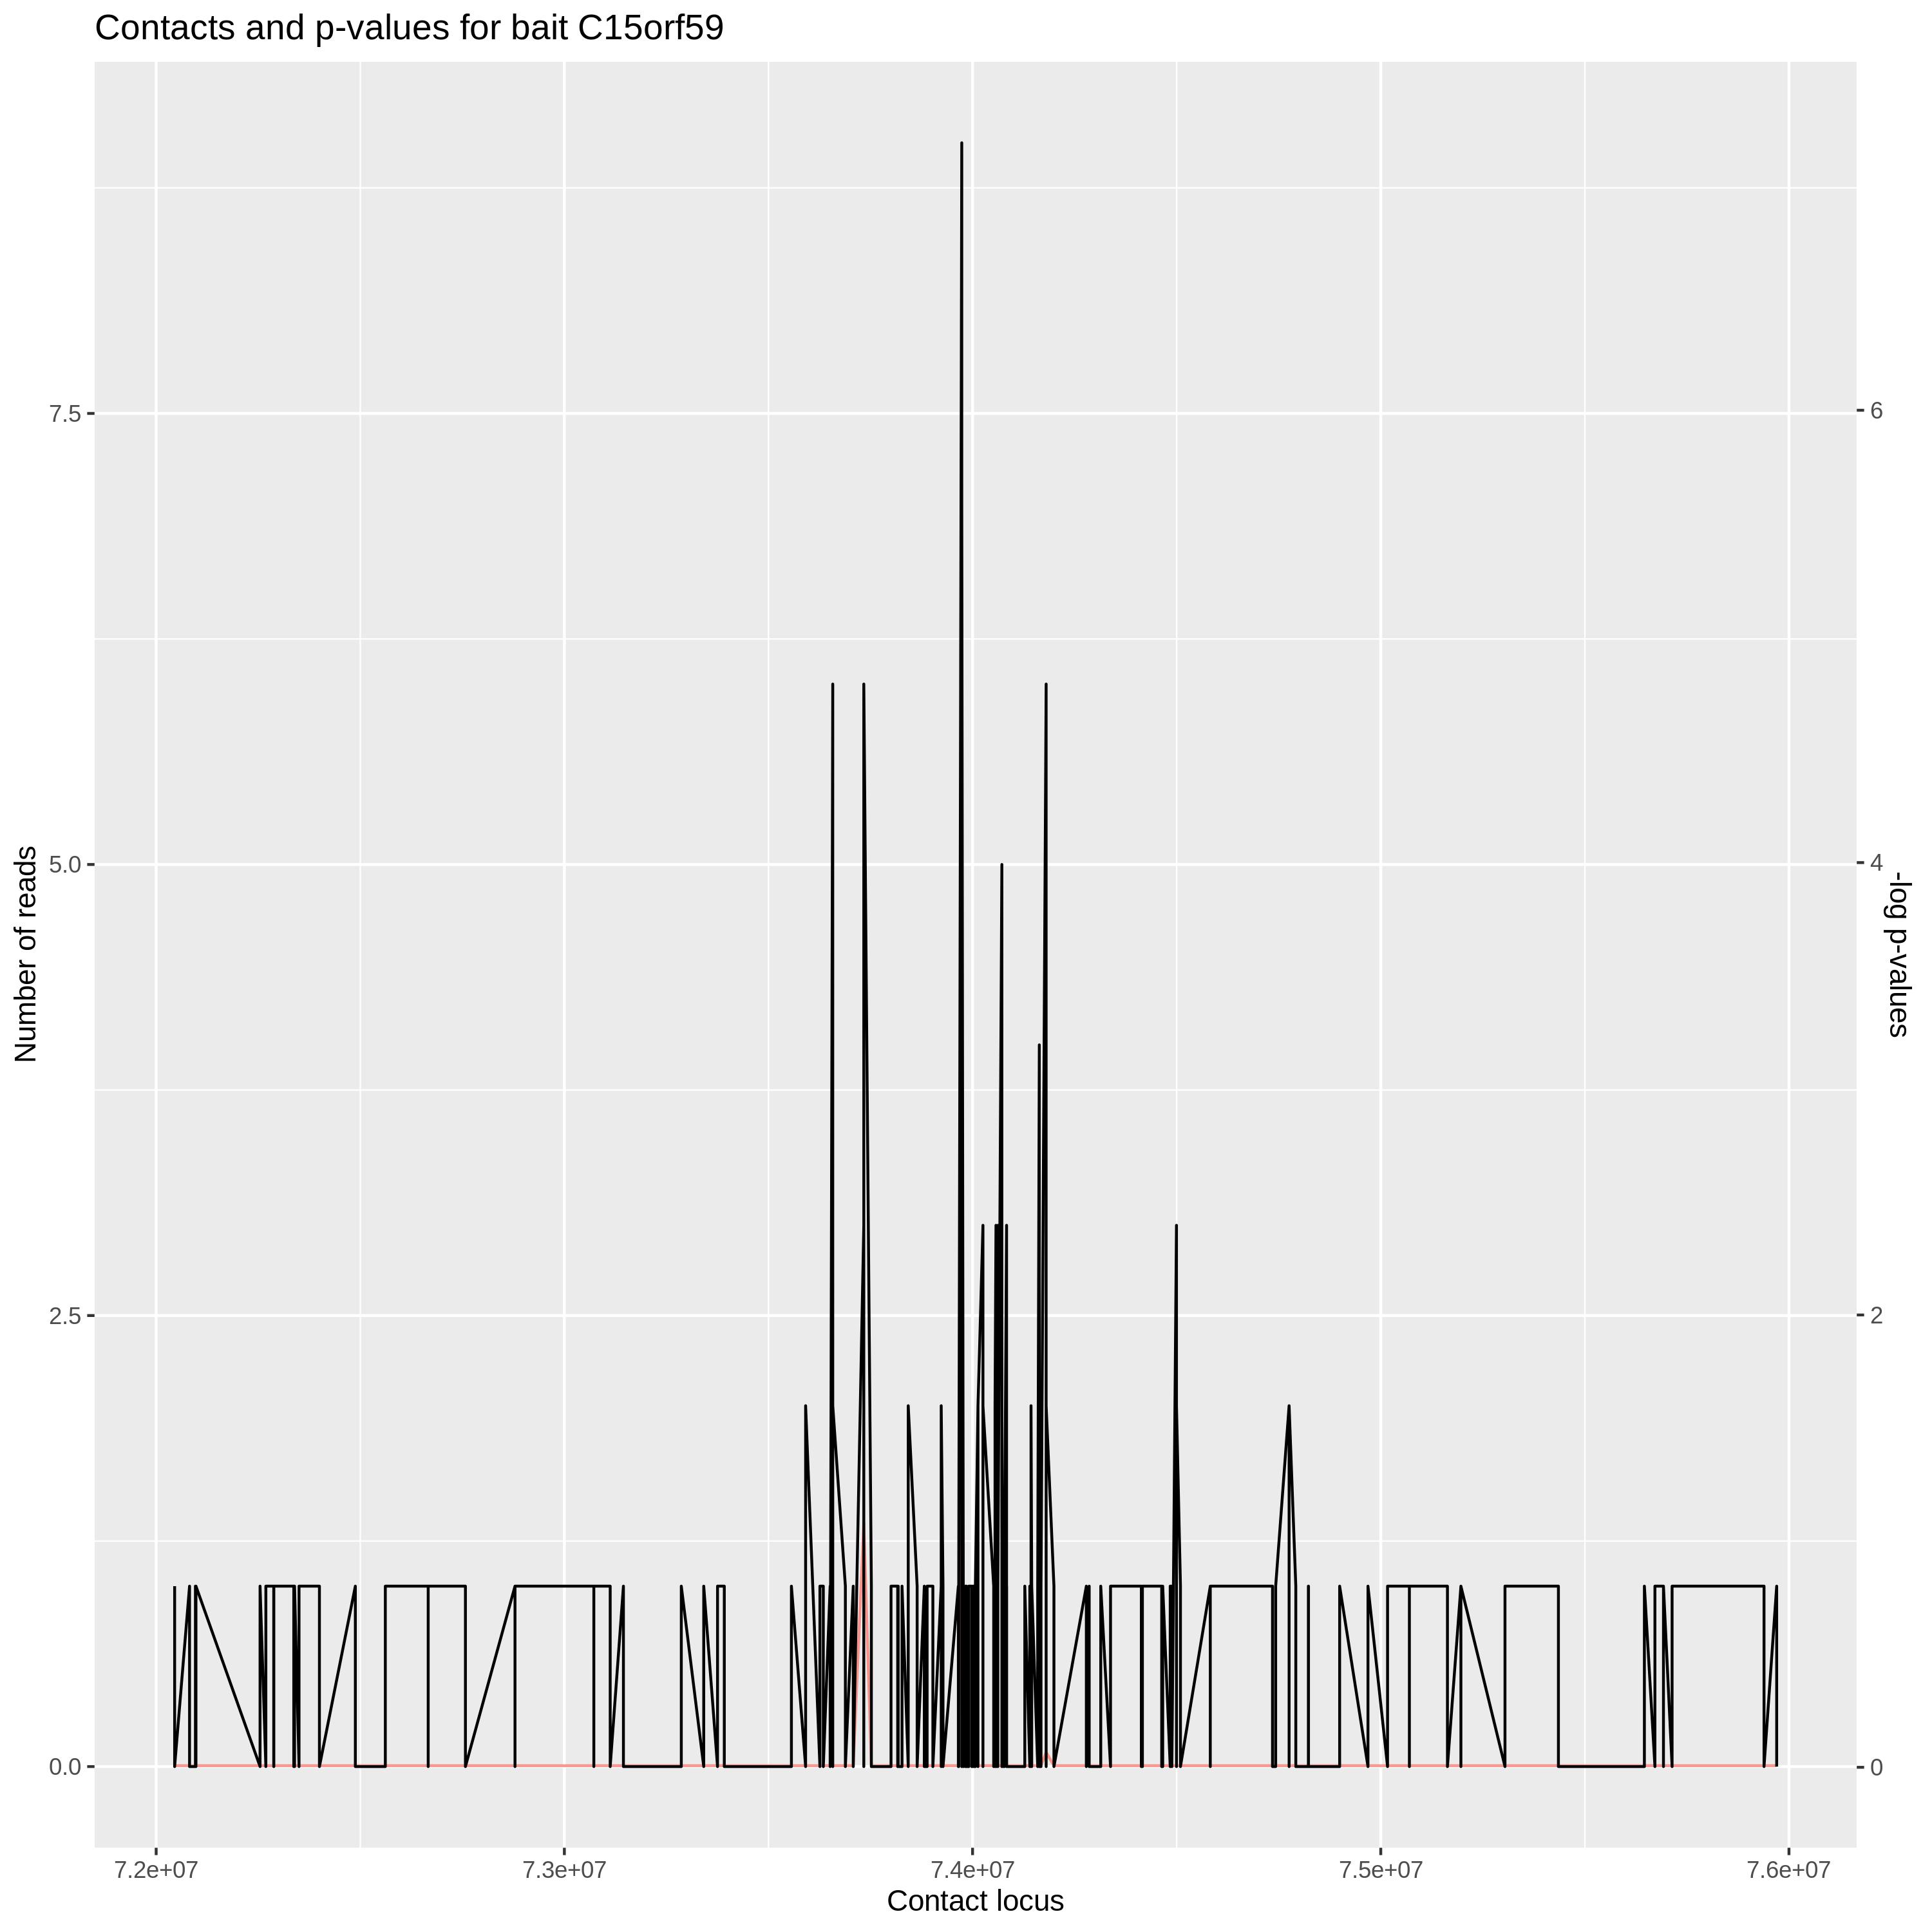 Contacts and p-values for bait C15orf59
7.5
5.0
2.5
0.0
Number of reads
6
4
2
0
-log p-values
7.2e+07
7.3e+07
7.4e+07
7.5e+07
7.6e+07
Contact locus